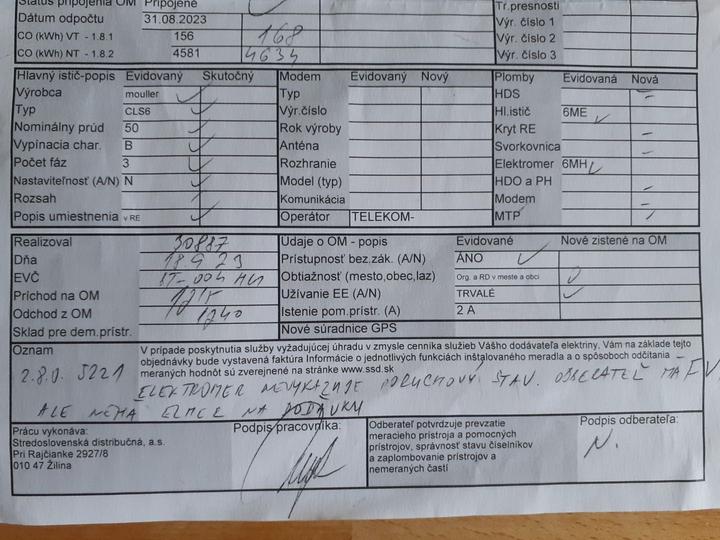 Status pripojenia OM Pripojené
Dátum odpočtu 31.08.2023
CO (kWh) VT - 1.8.1 156 168
CO (kWh) NT - 1.8.2 4581 4634
Tr.presnosti
Výr. číslo 1
Výr. číslo 2
Výr. číslo 3
Hlavný istič-popis Evidovaný Skutočný
Výrobca mouller
Typ CLS6
Nominálny prúd 50
Vypínacia char. B
Počet fáz 3
Nastaviteľnosť (A/N) N
Rozsah
Popis umiestnenia v RE
Modem Evidovaný Nový
Typ
Výr.číslo
Rok výroby
Anténa
Rozhranie
Model (typ)
Komunikácia
Operátor TELEKOM-
Plomby Evidovaná Nová
HDS
Hl.istič 6ME
Kryt RE
Svorkovnica
Elektromer 6MH
HDO a PH
Modem
MTP
Realizoval 30887
Dňa 18.9 23
EVČ
Príchod na OM
Odchod z OM 1240
Sklad pre dem.prístr.
Údaje o OM - popis Evidované Nové zistené na OM
Prístupnosť bez.zák. (A/N) ÁNO
Obtiažnosť (mesto,obec,laz) Org. a RD v meste a obci
Užívanie EE (A/N) TRVALÉ
Istenie pom.prístr. (A) 2 A
Nové súradnice GPS
Oznam
V prípade poskytnutia služby vyžadujúcej úhradu v zmysle cenníka služieb Vášho dodávateľa elektriny, Vám na základe tejto
objednávky bude vystavená faktúra Informácie o jednotlivých funkciách inštalovaného meradla a o spôsoboch odčítania
meraných hodnôt sú zverejnené na stránke www.ssd.sk
2.8.0. 5221
ELEKTROMER NEVYKAZUJE PORUCHOVÝ STAV. ODBERATEĽ MÁ FV
ALE NEMÁ ELMER NA DODÁVKU
Prácu vykonáva:
Stredoslovenská distribučná, a.s.
Pri Rajčianke 2927/8
010 47 Žilina
Podpis pracovníka:
Odberateľ potvrdzuje prevzatie
meracieho prístroja a pomocných
prístrojov, správnosť stavu číselníkov
a zaplombovanie prístrojov a
nemeraných častí
Podpis odberateľa:
N.